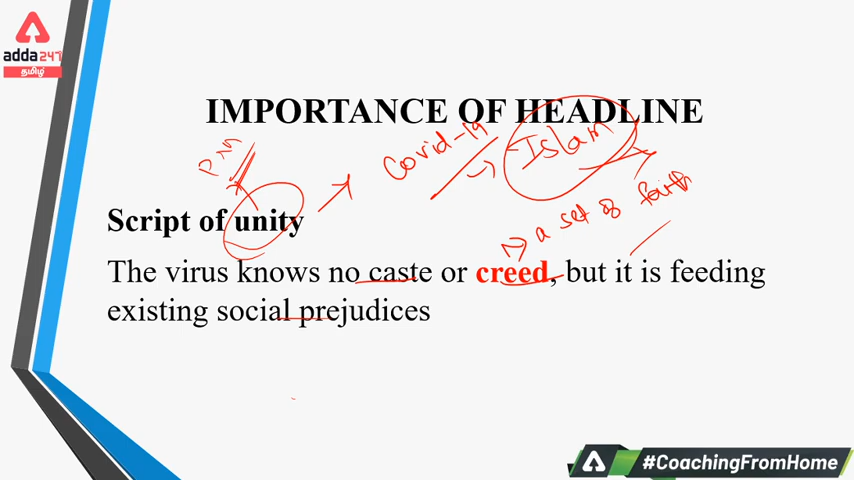 adda247
தமிழ்
IMPORTANCE OF HEADLINE
PM
Covid-19
Islam
Script of unity
a set of faith
The virus knows no caste or creed, but it is feeding
existing social prejudices
#CoachingFromHome